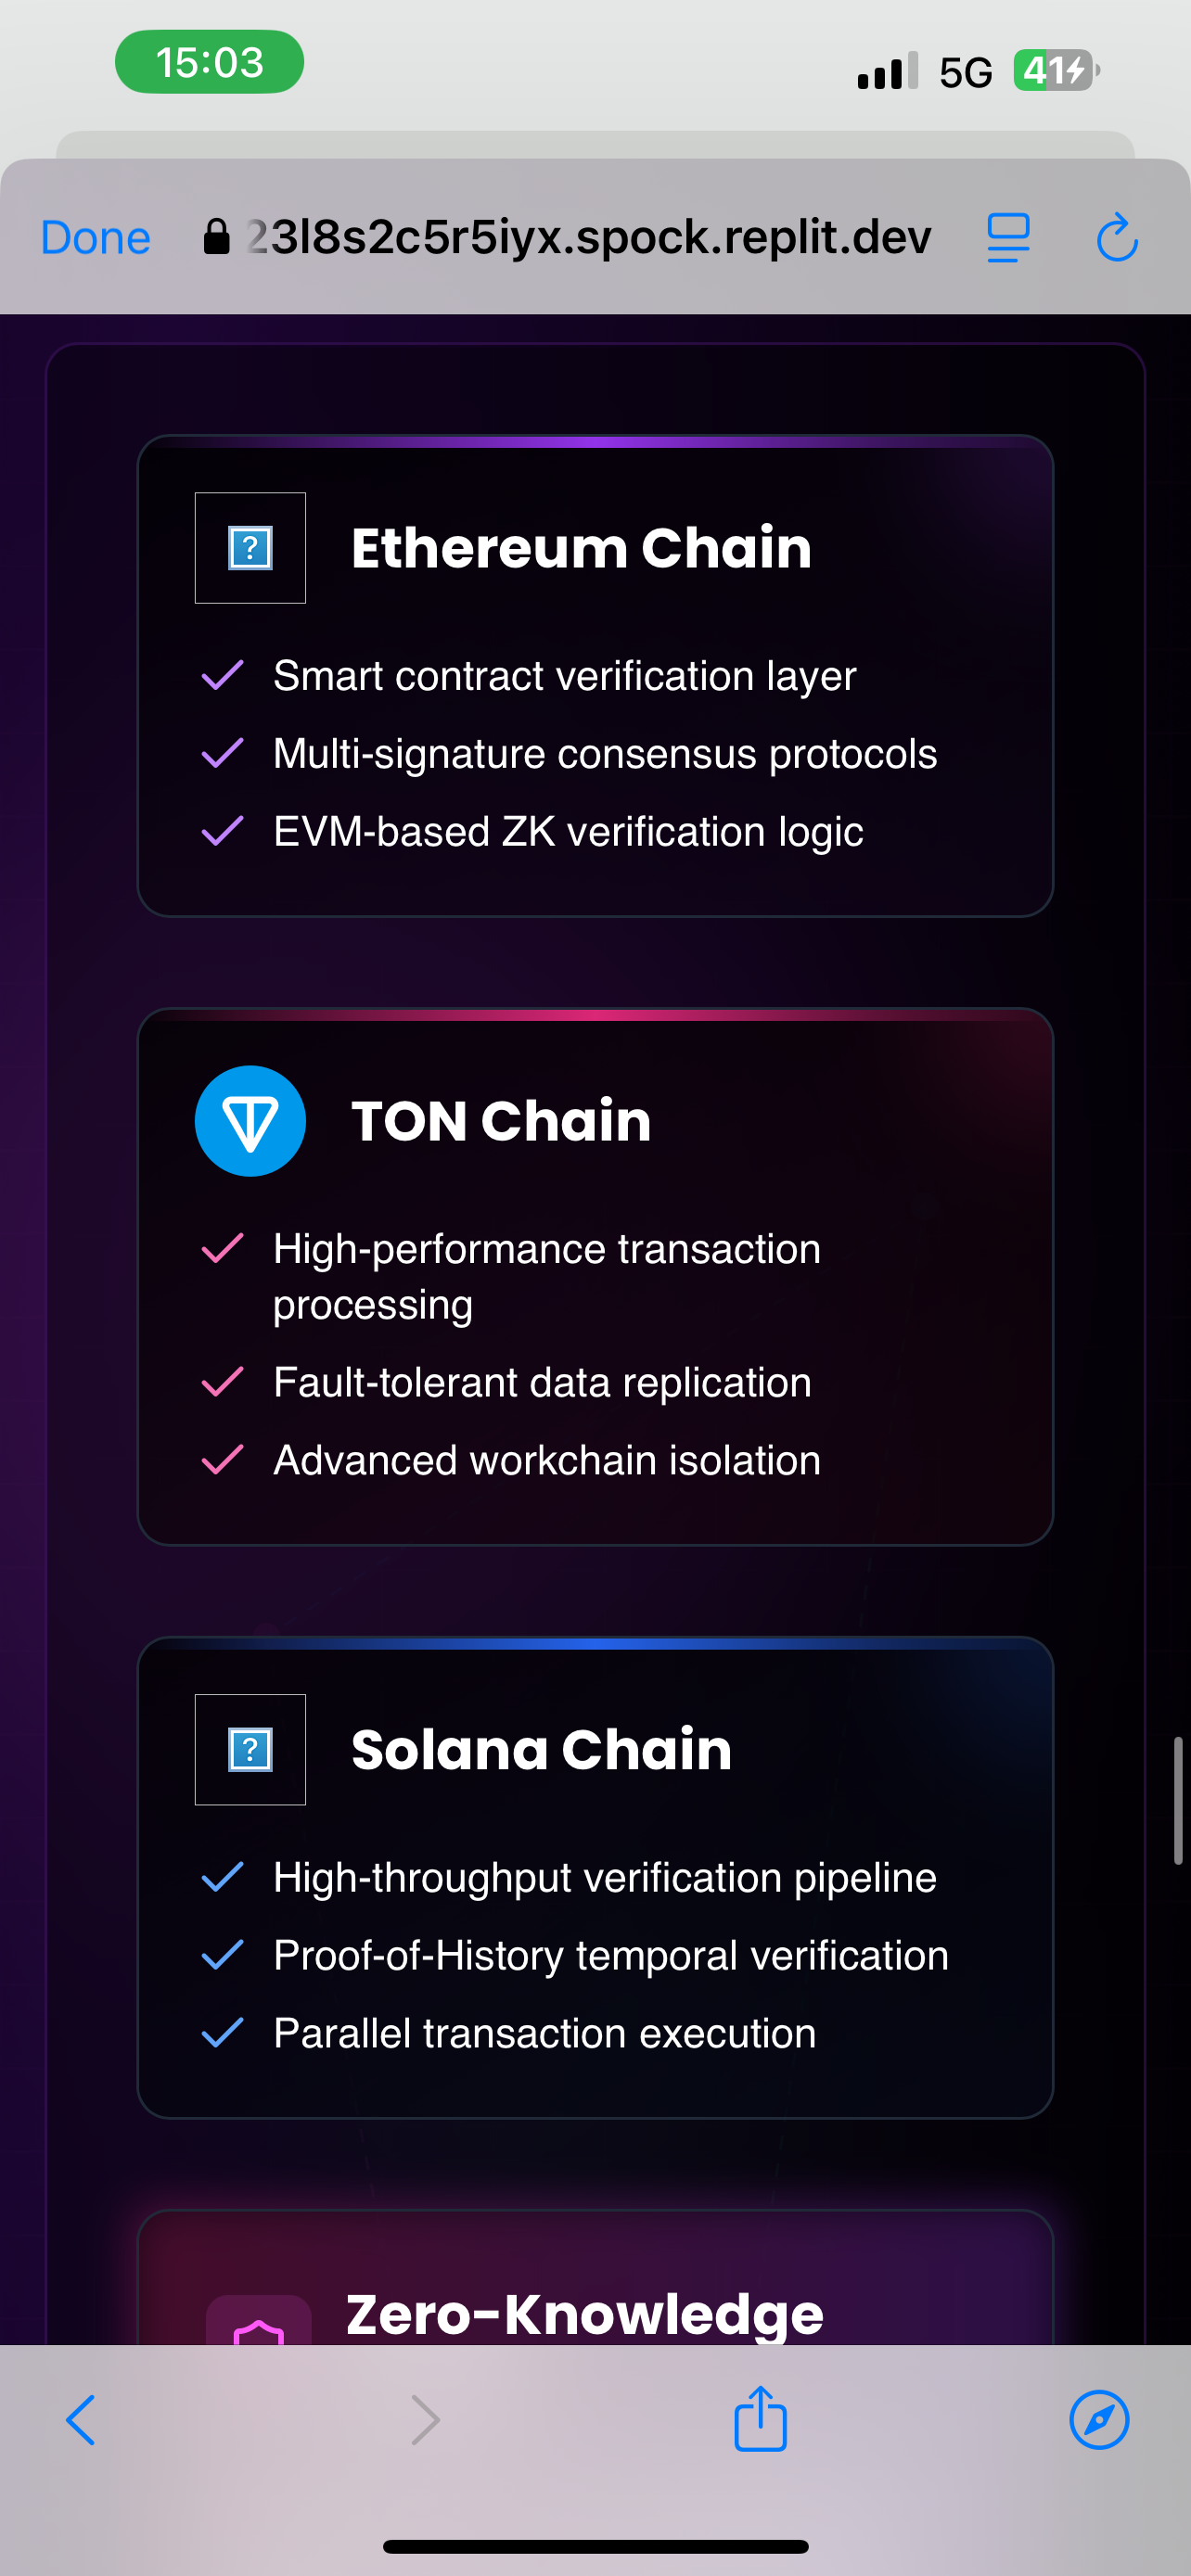 15:03
5G
41
Done
23l8s2c5r5iyx.spock.replit.dev
Ethereum Chain
Smart contract verification layer
Multi-signature consensus protocols
EVM-based ZK verification logic
TON Chain
High-performance transaction
processing
Fault-tolerant data replication
Advanced workchain isolation
Solana Chain
High-throughput verification pipeline
Proof-of-History temporal verification
Parallel transaction execution
Zero-Knowledge